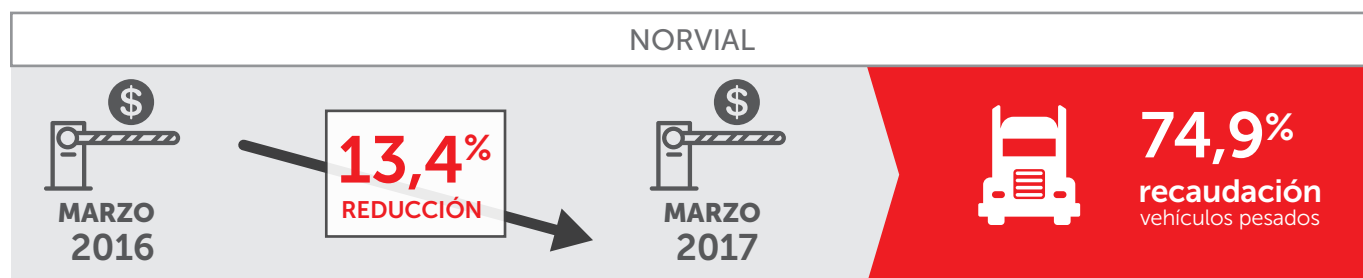 NORVIAL
$
MARZO
2016
13,4%
REDUCCIÓN
$
MARZO
2017
74,9%
recaudación
vehículos pesados